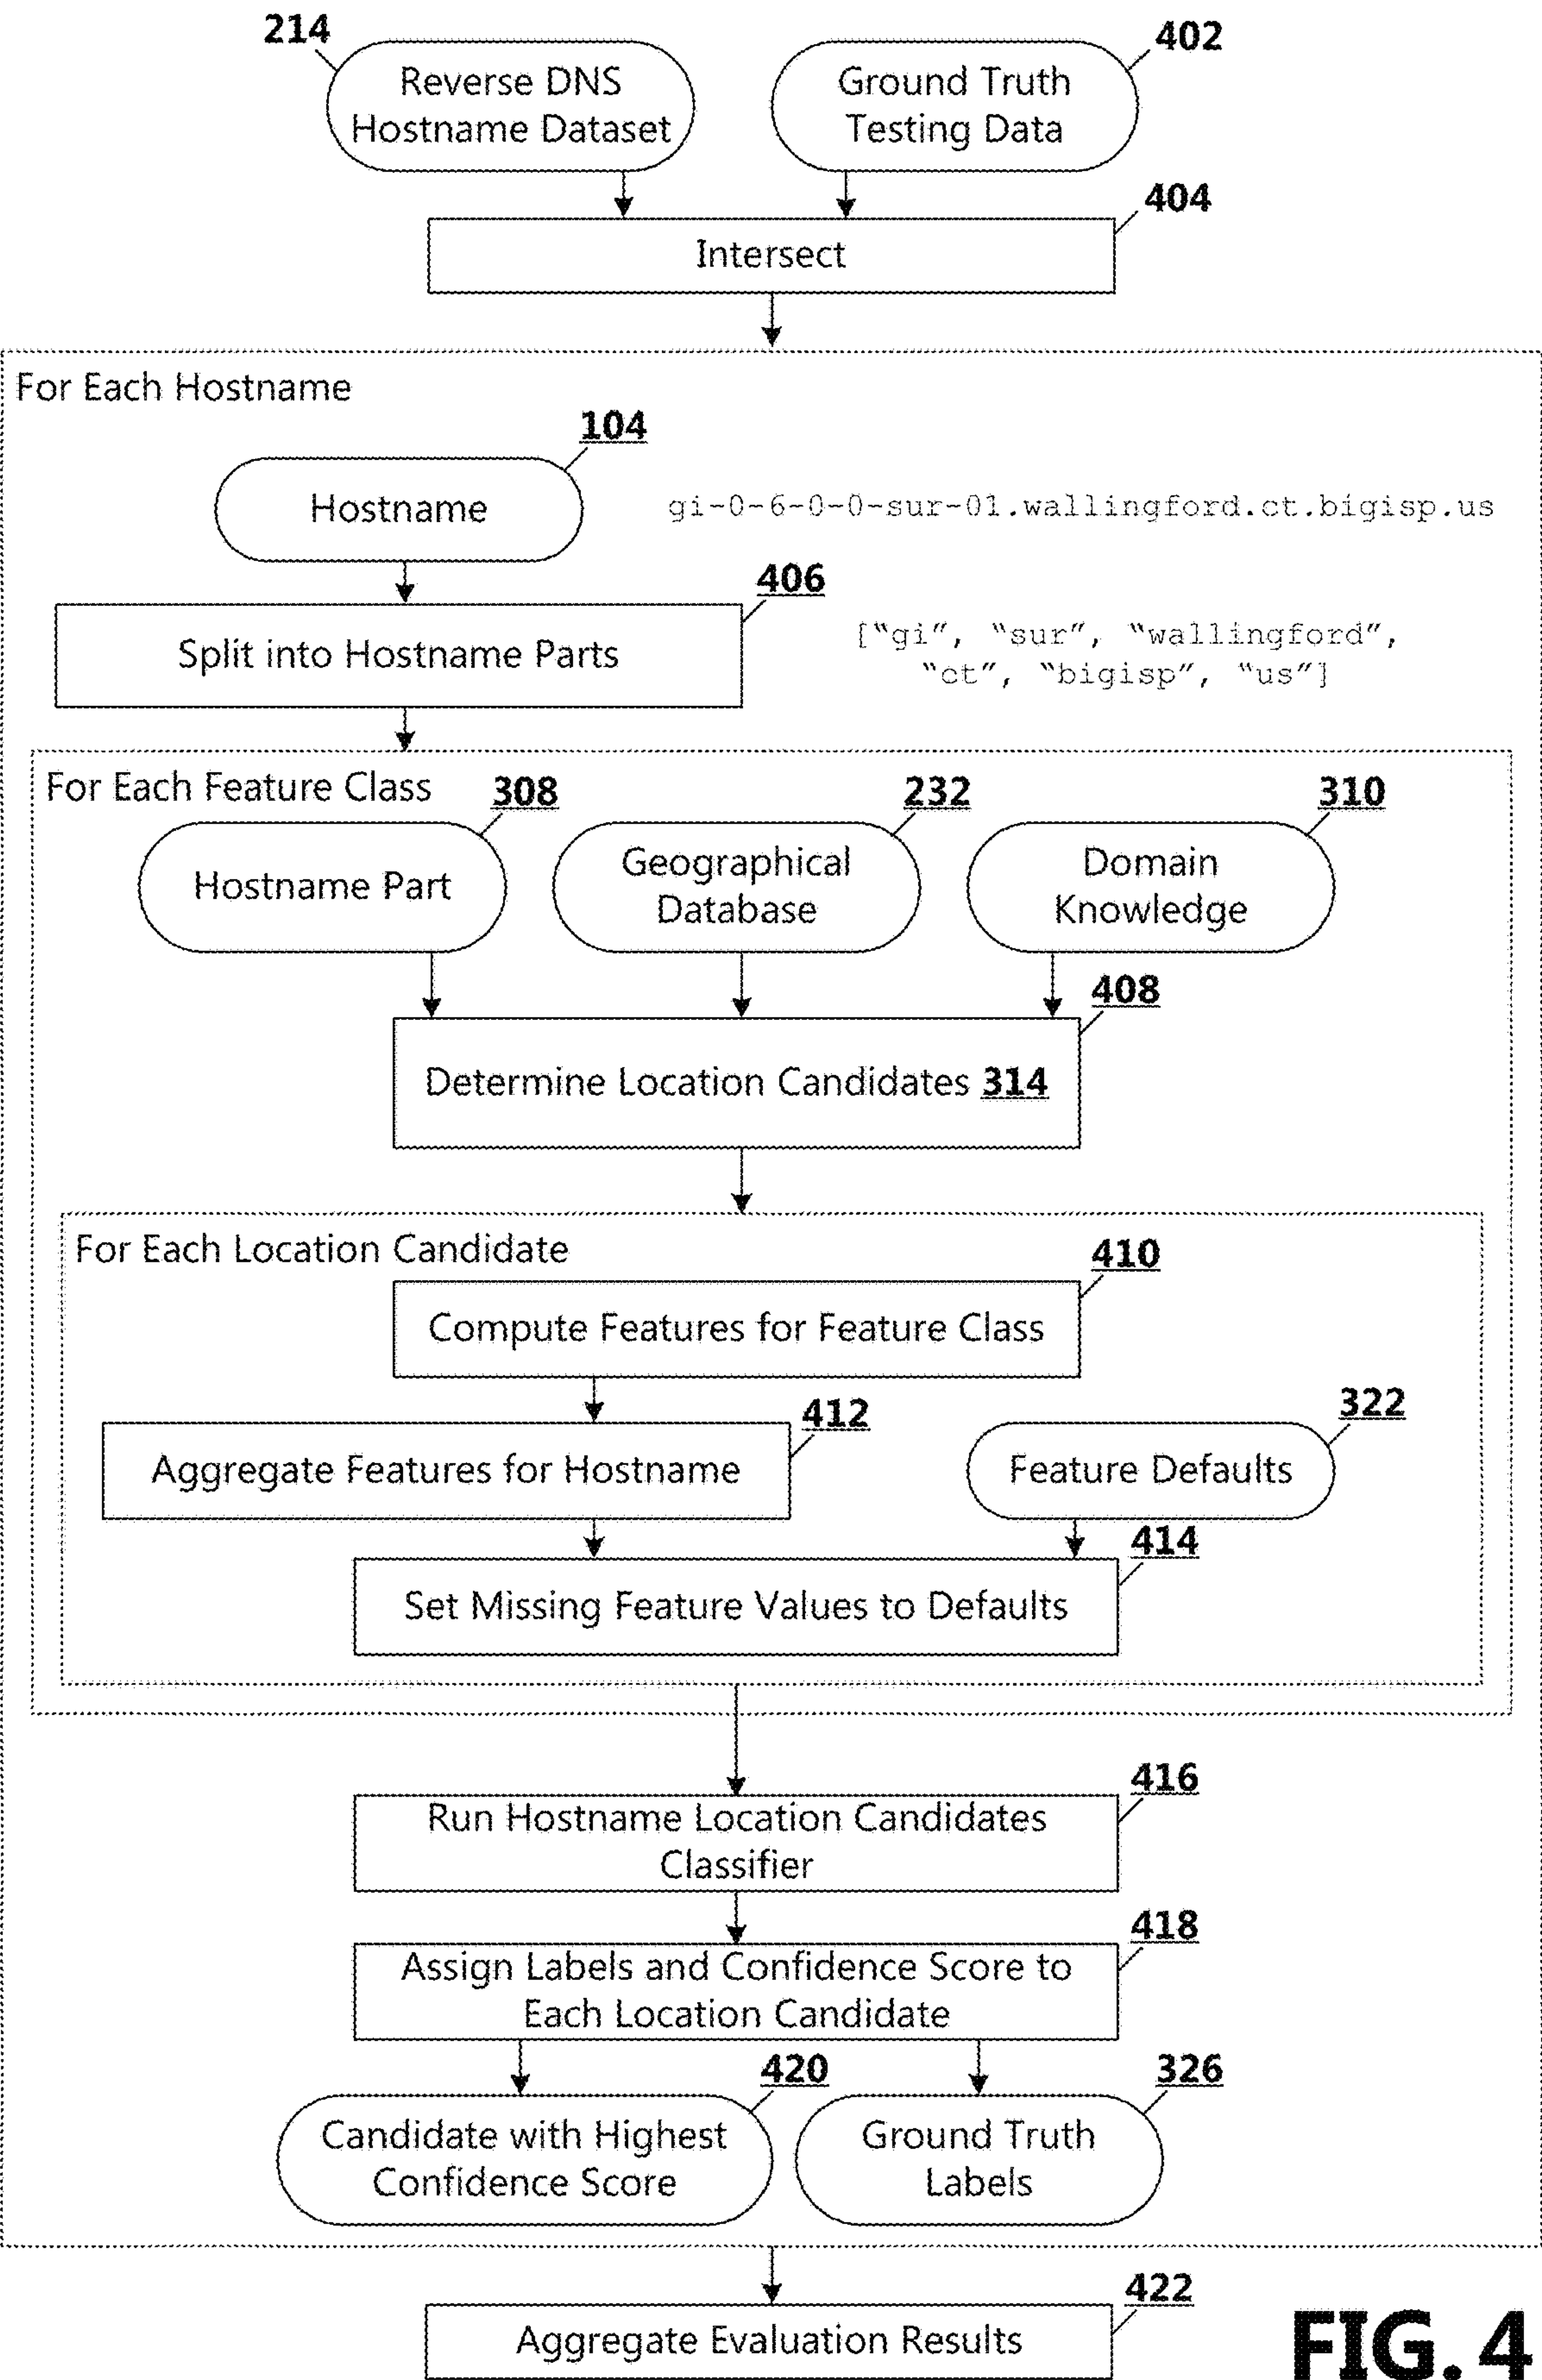 214
402
Reverse DNS
Hostname Dataset
Ground Truth
Testing Data
404
Intersect
For Each Hostname
104
Hostname
gi-0-6-0-0-sur-01.wallingford.ct.bigisp.us
406
Split into Hostname Parts
[“gi”, “sur”, “wallingford”,
“ct”, “bigisp”, “us”]
For Each Feature Class
308
232
310
Hostname Part
Geographical
Database
Domain
Knowledge
408
Determine Location Candidates 314
For Each Location Candidate
410
Compute Features for Feature Class
412
322
Aggregate Features for Hostname
Feature Defaults
414
Set Missing Feature Values to Defaults
416
Run Hostname Location Candidates
Classifier
418
Assign Labels and Confidence Score to
Each Location Candidate
420
326
Candidate with Highest
Confidence Score
Ground Truth
Labels
422
Aggregate Evaluation Results
FIG. 4